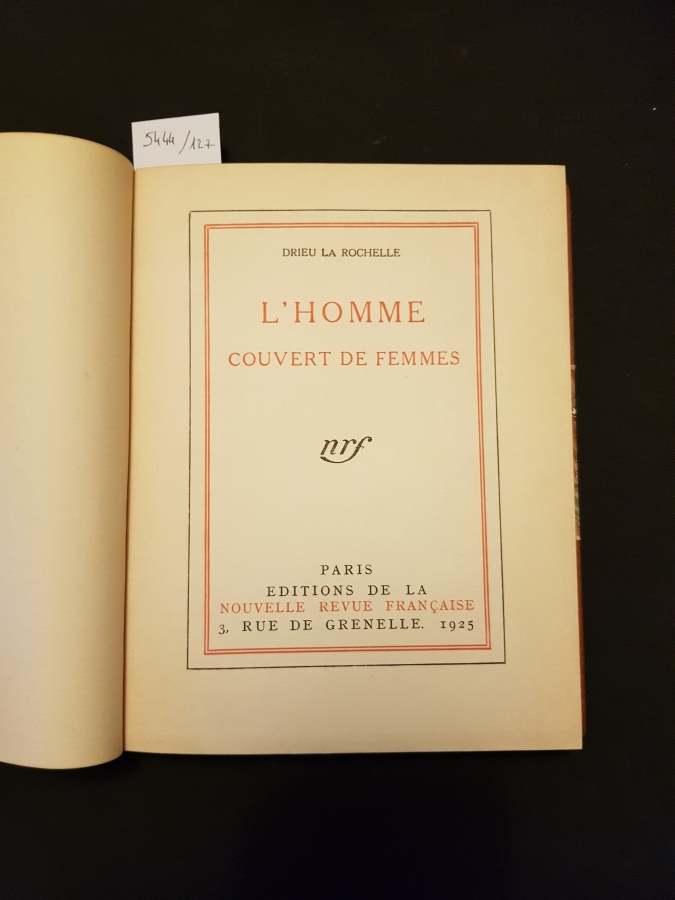 5444/127
DRIEU LA ROCHELLE
L'HOMME
COUVERT DE FEMMES
nrf
PARIS
EDITIONS DE LA
NOUVELLE REVUE FRANÇAISE
3, RUE DE GRENELLE. 1925